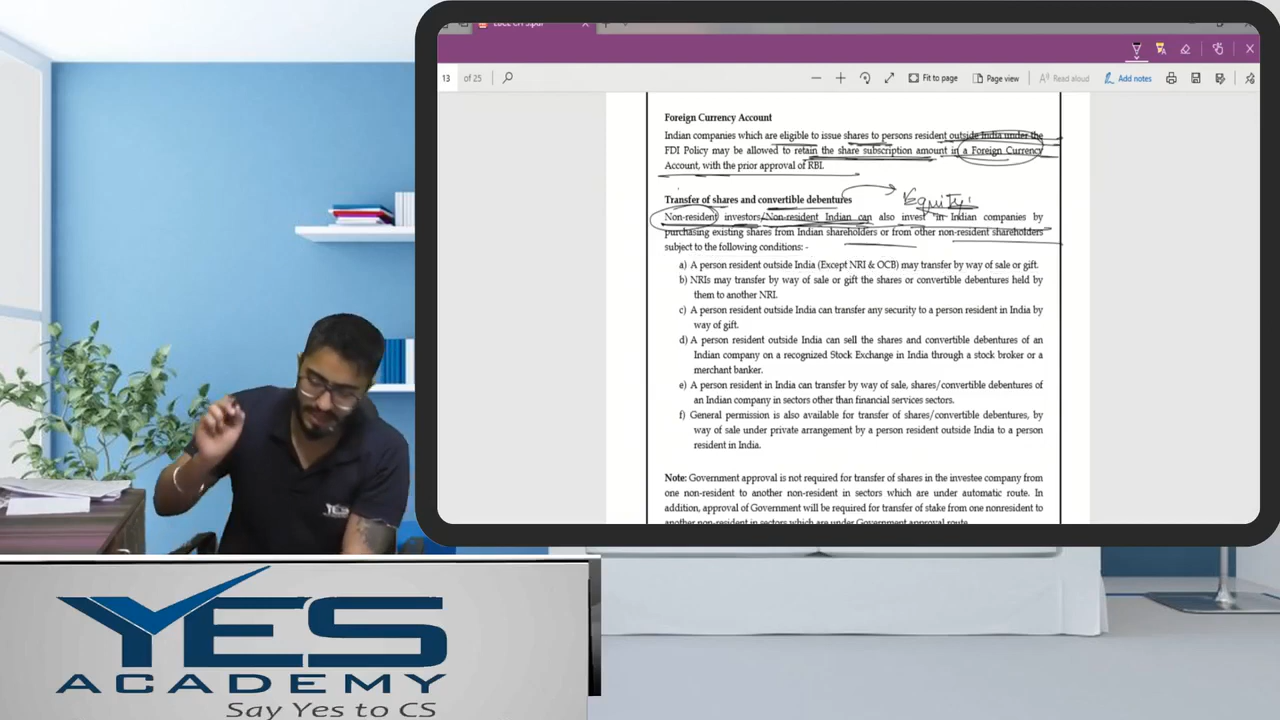 13 of 25
Fit to page
Page view
Read aloud
Add notes
Foreign Currency Account
Indian companies which are eligible to issue shares to persons resident outside India under the
FDI Policy may be allowed to retain the share subscription amount in a Foreign Currency
Account, with the prior approval of RBI.
Transfer of shares and convertible debentures
Equity
Non-resident investors/Non-resident Indian can also invest in Indian companies by
purchasing existing shares from Indian shareholders or from other non-resident shareholders
subject to the following conditions: -
a) A person resident outside India (Except NRI & OCB) may transfer by way of sale or gift.
b) NRIs may transfer by way of sale or gift the shares or convertible debentures held by
them to another NRI.
c) A person resident outside India can transfer any security to a person resident in India by
way of gift.
d) A person resident outside India can sell the shares and convertible debentures of an
Indian company on a recognized Stock Exchange in India through a stock broker or a
merchant banker.
e) A person resident in India can transfer by way of sale, shares/convertible debentures of
an Indian company in sectors other than financial services sectors.
f) General permission is also available for transfer of shares/convertible debentures, by
way of sale under private arrangement by a person resident outside India to a person
resident in India.
Note: Government approval is not required for transfer of shares in the investee company from
one non-resident to another non-resident in sectors which are under automatic route. In
addition, approval of Government will be required for transfer of stake from one nonresident to
another non-resident in sectors which are under Government approval route.
YES
YES
ACADEMY
Say Yes to CS